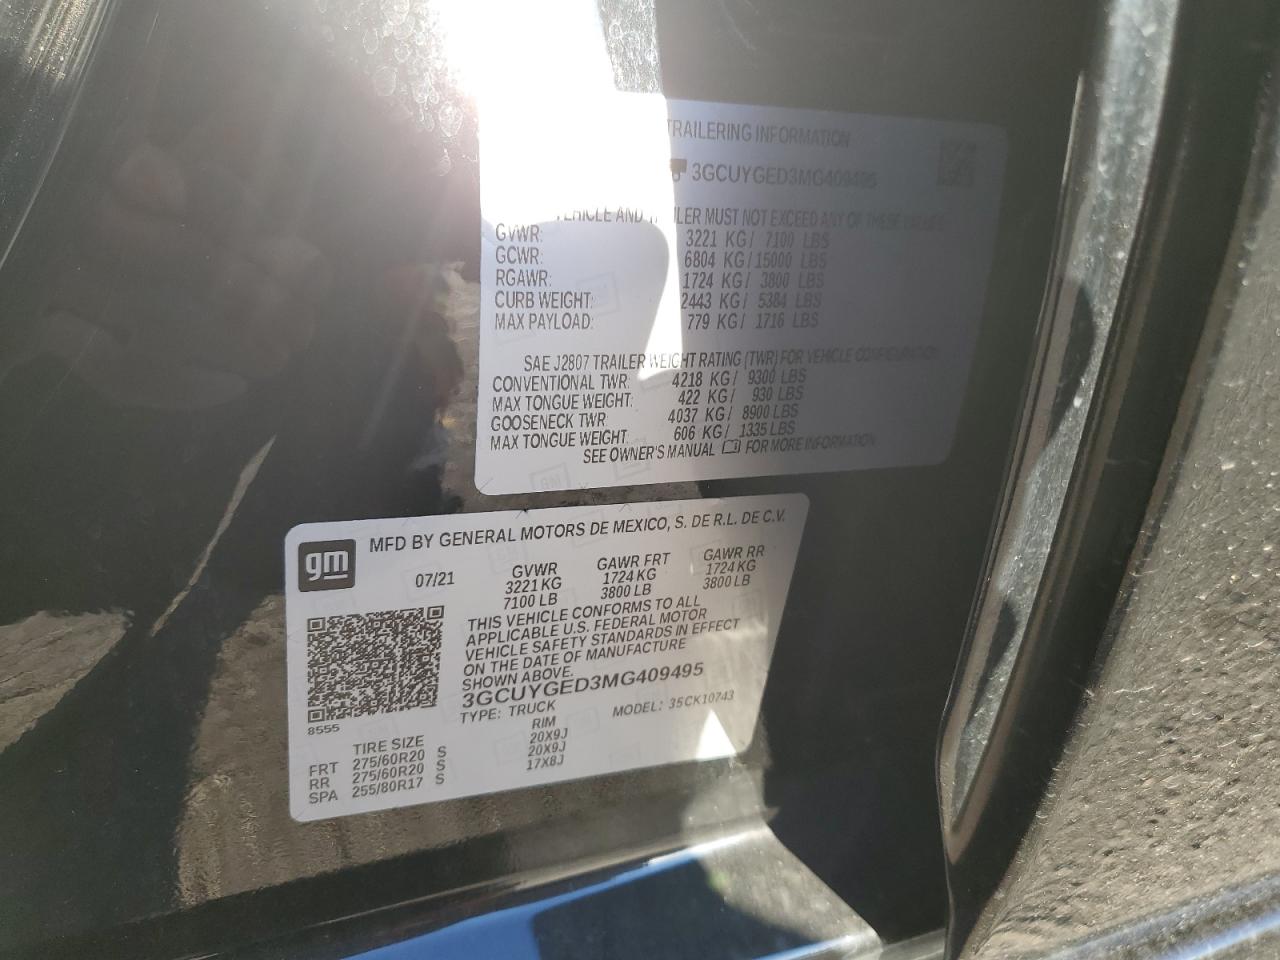 TRAILERING INFORMATION
3GCUYGED3MG409495
VEHICLE AND MUST NOT EXCEED ANY OF THESE VALUES
GVWR: 3221 KG/ 7100 LBS
GCWR: 6804 KG/15000 LBS
RGAWR: 1724 KG/ 3800 LBS
CURB WEIGHT: 2443 KG/ 5384 LBS
MAX PAYLOAD: 779 KG/ 1716 LBS
SAE J2807 TRAILER WEIGHT RATING (TWR) FOR VEHICLE CONFIGURATION
CONVENTIONAL TWR: 4218 KG/ 9300 LBS
MAX TONGUE WEIGHT: 422 KG/ 930 LBS
GOOSENECK TWR: 4037 KG/ 8900 LBS
MAX TONGUE WEIGHT: 606 KG/ 1335 LBS
SEE OWNER'S MANUAL FOR MORE INFORMATION
gm MFD BY GENERAL MOTORS DE MEXICO, S. DE R.L. DE C.V.
07/21 GVWR GAWR FRT GAWR RR
3221 KG 1724 KG 1724 KG
7100 LB 3800 LB 3800 LB
THIS VEHICLE CONFORMS TO ALL
APPLICABLE U.S. FEDERAL MOTOR
VEHICLE SAFETY STANDARDS IN EFFECT
ON THE DATE OF MANUFACTURE
SHOWN ABOVE.
3GCUYGED3MG409495
TYPE: TRUCK MODEL: 35CK10743
8555
TIRE SIZE RIM
FRT 275/60R20 S 20X9J
RR 275/60R20 S 20X9J
SPA 255/80R17 S 17X8J